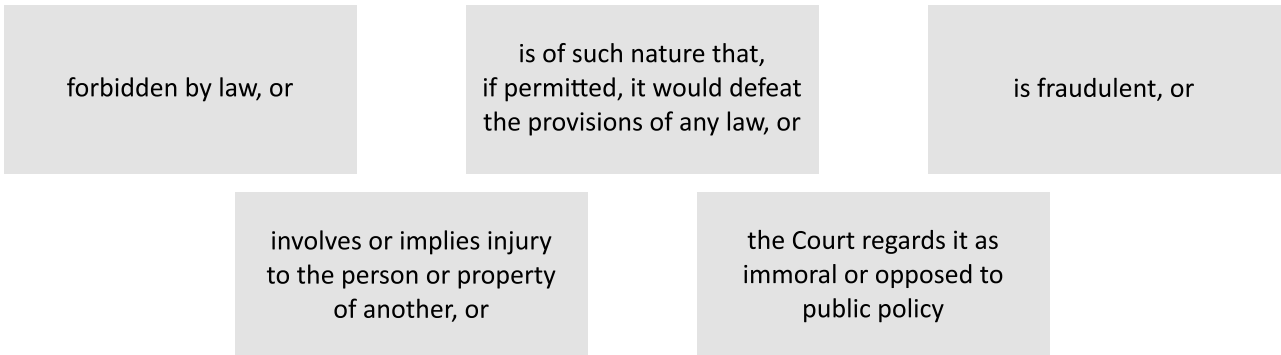 forbidden by law, or
is of such nature that,
if permitted, it would defeat
the provisions of any law, or
is fraudulent, or
involves or implies injury
to the person or property
of another, or
the Court regards it as
immoral or opposed to
public policy